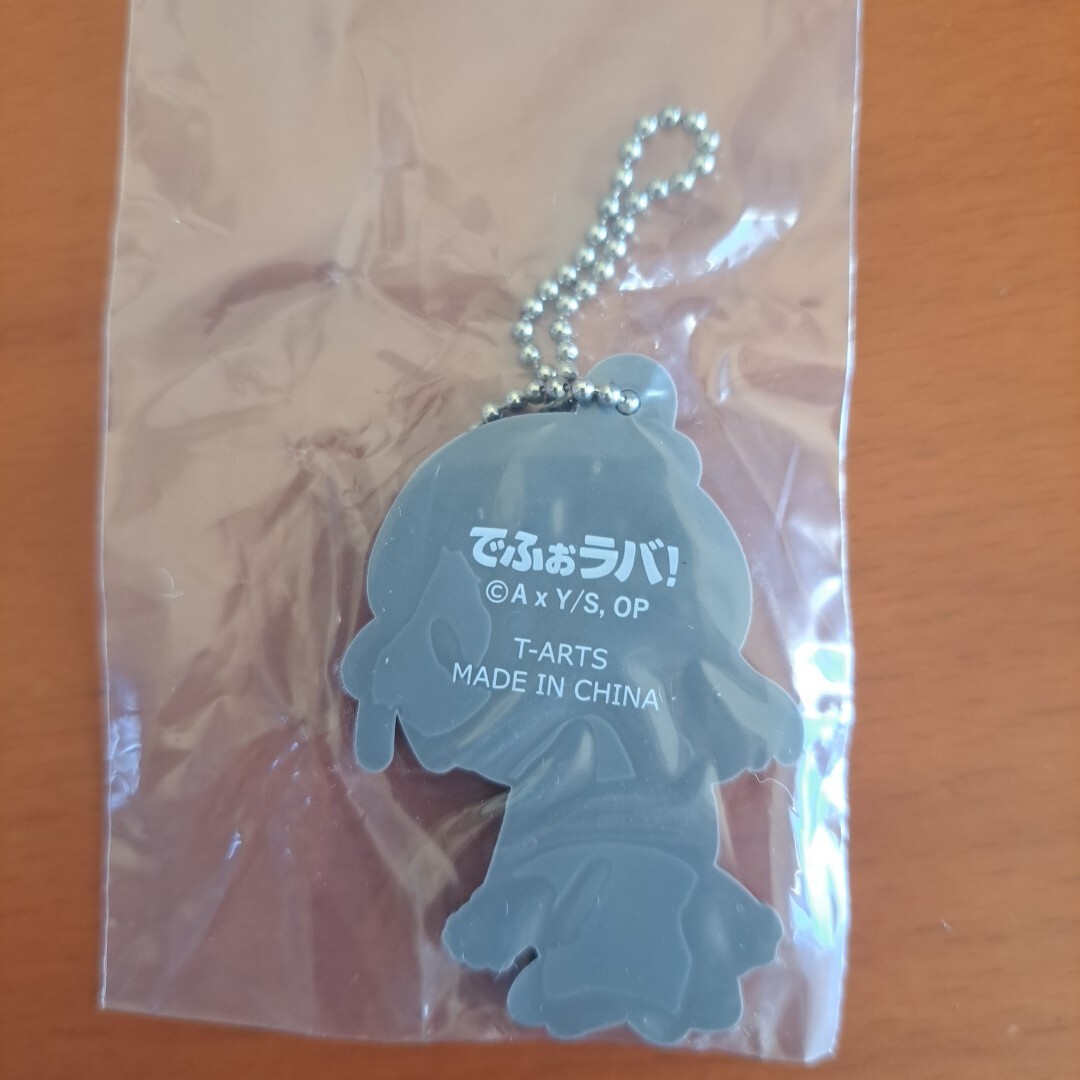 でふぉラバ!
©A x Y/S, OP
T-ARTS
MADE IN CHINA